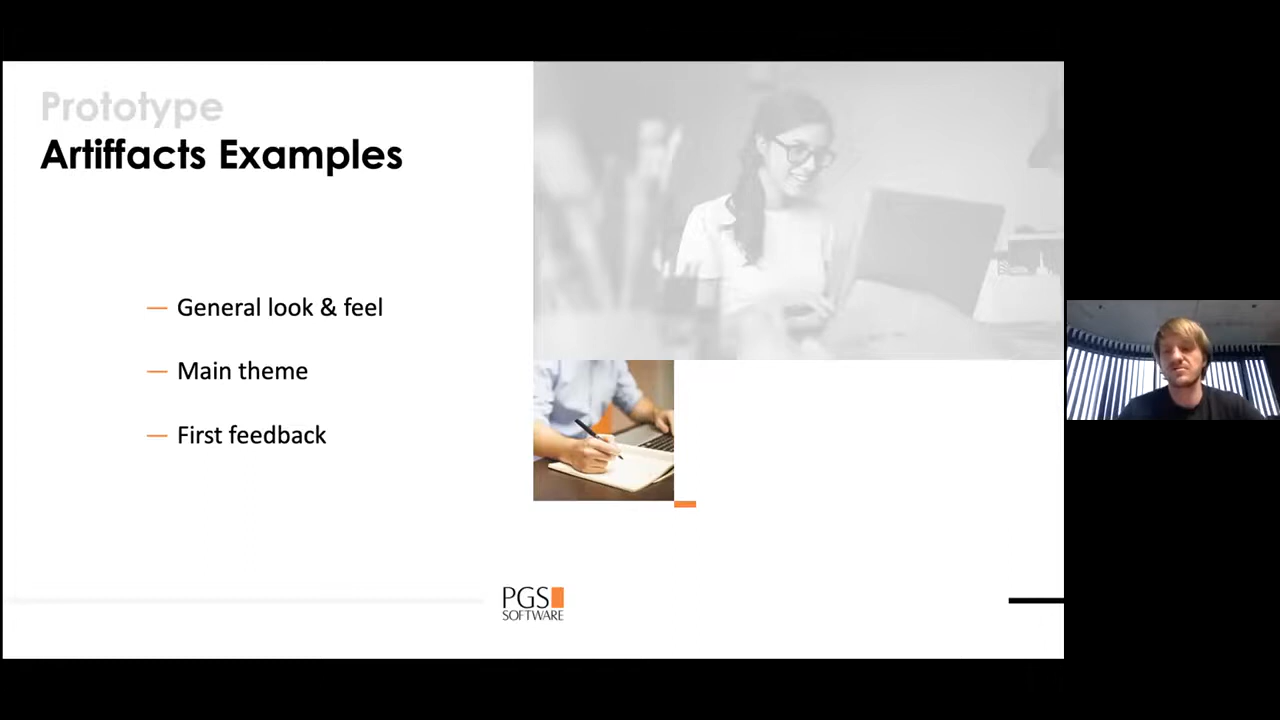 Prototype
Artiffacts Examples
— General look & feel
— Main theme
— First feedback
PGS
SOFTWARE